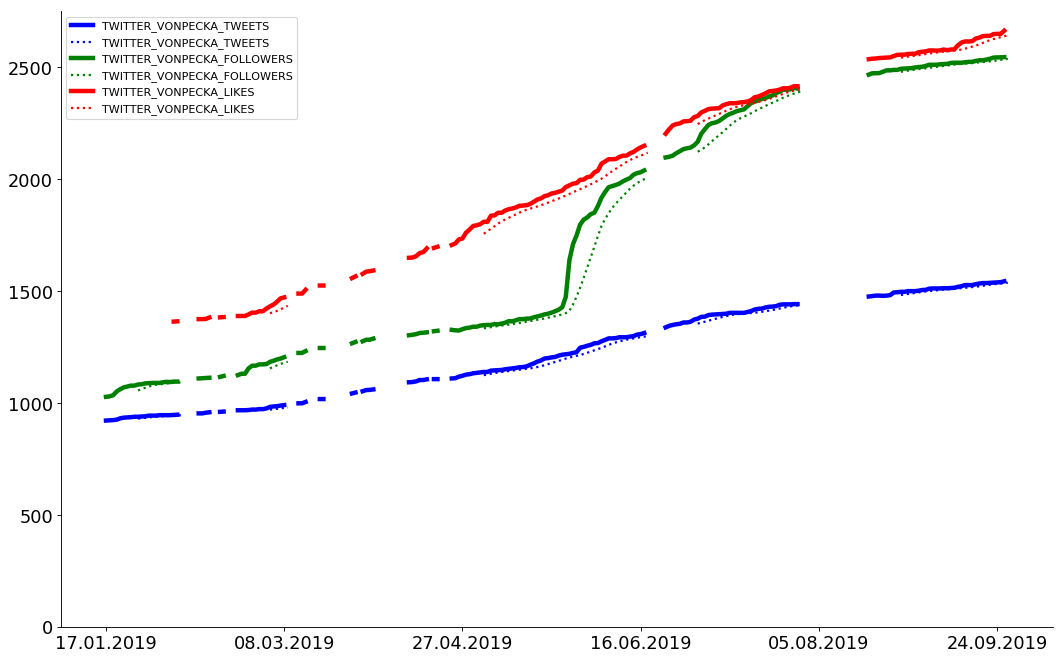 TWITTER_VONPECKA_TWEETS
TWITTER_VONPECKA_TWEETS
TWITTER_VONPECKA_FOLLOWERS
TWITTER_VONPECKA_FOLLOWERS
TWITTER_VONPECKA_LIKES
TWITTER_VONPECKA_LIKES
2500
2000
1500
1000
500
0
17.01.2019 08.03.2019 27.04.2019 16.06.2019 05.08.2019 24.09.2019